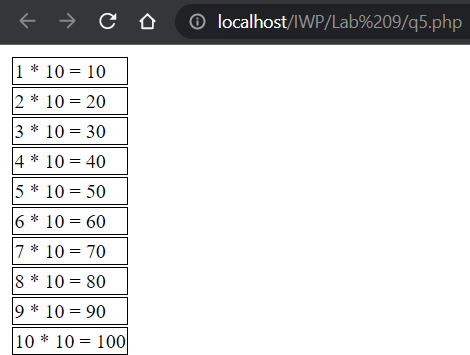 localhost/IWP/Lab%209/q5.php
1 * 10 = 10
2 * 10 = 20
3 * 10 = 30
4 * 10 = 40
5 * 10 = 50
6 * 10 = 60
7 * 10 = 70
8 * 10 = 80
9 * 10 = 90
10 * 10 = 100